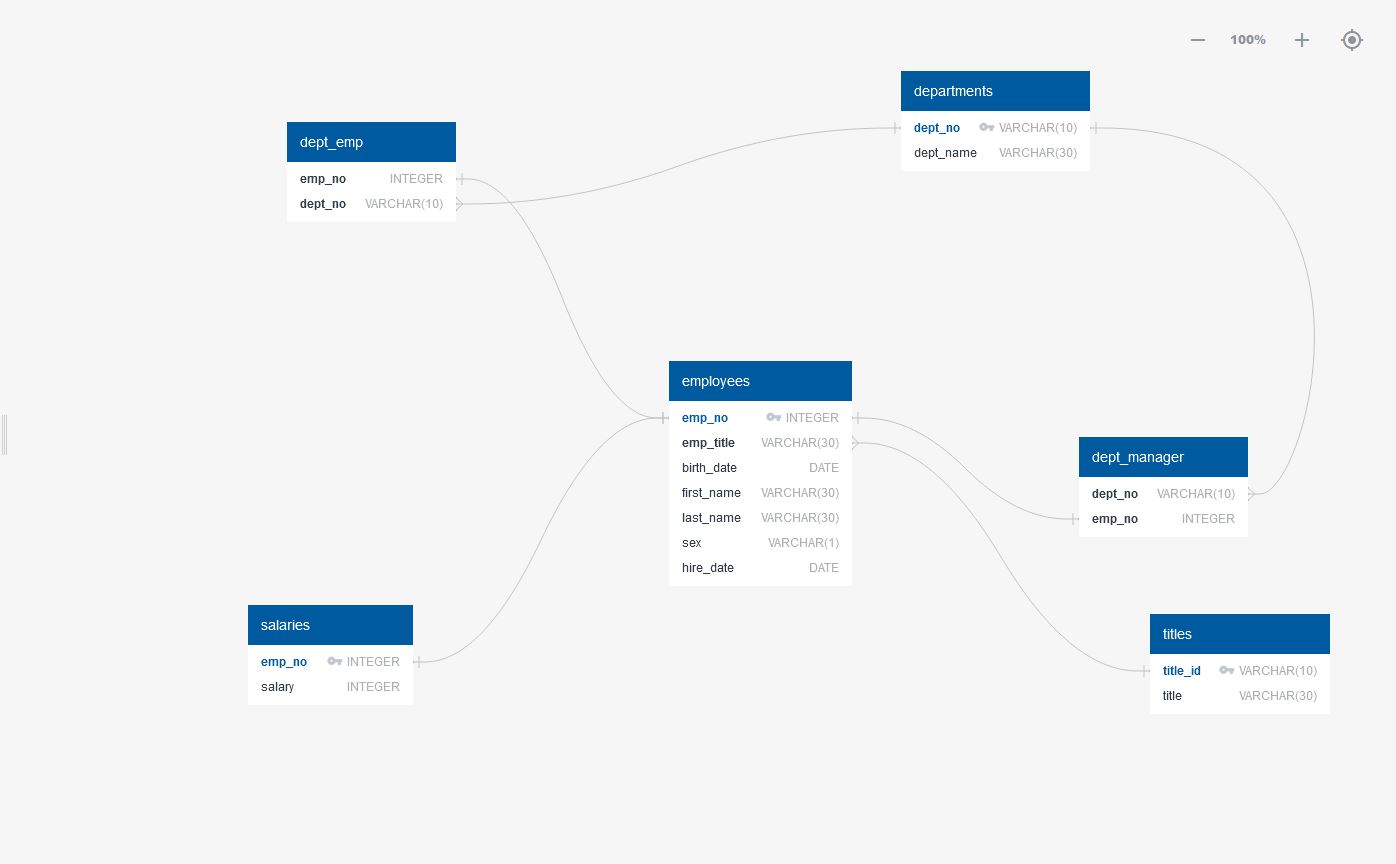 100%
departments
dept_no VARCHAR(10)
dept_name VARCHAR(30)
dept_emp
emp_no INTEGER
dept_no VARCHAR(10)
employees
emp_no INTEGER
emp_title VARCHAR(30)
birth_date DATE
first_name VARCHAR(30)
last_name VARCHAR(30)
sex VARCHAR(1)
hire_date DATE
dept_manager
dept_no VARCHAR(10)
emp_no INTEGER
salaries
emp_no INTEGER
salary INTEGER
titles
title_id VARCHAR(10)
title VARCHAR(30)